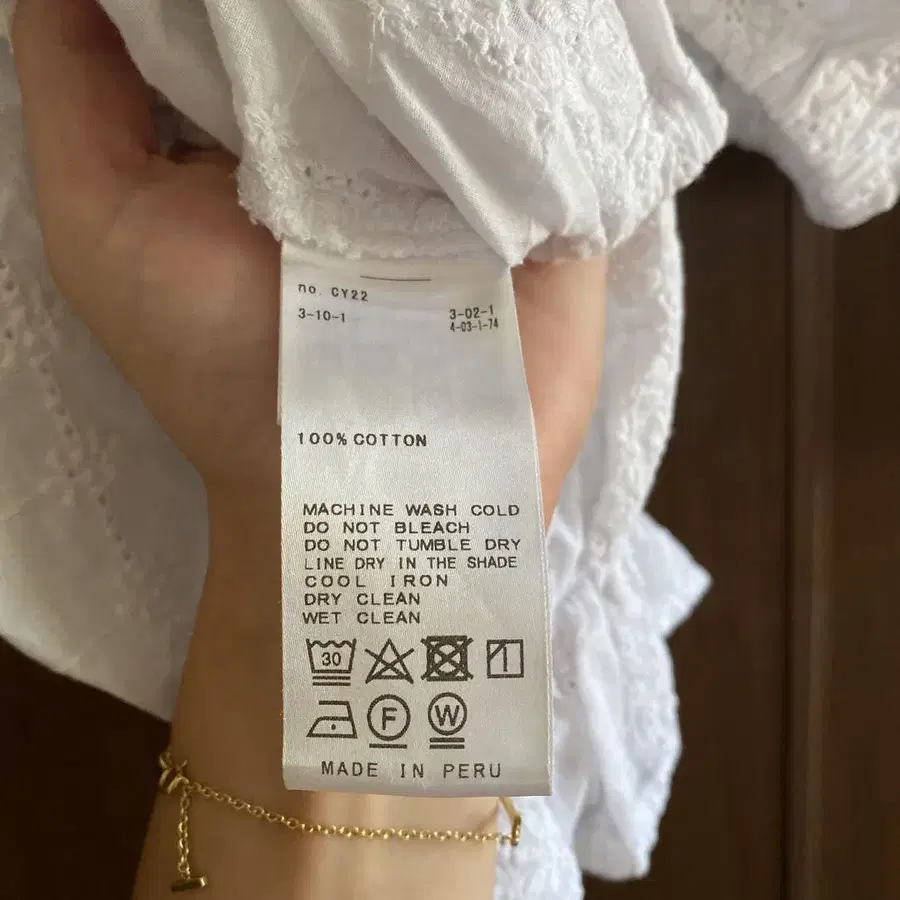 no. CY22
3-10-1 3-02-1
4-03-1-74
100% COTTON
MACHINE WASH COLD
DO NOT BLEACH
DO NOT TUMBLE DRY
LINE DRY IN THE SHADE
COOL IRON
DRY CLEAN
WET CLEAN
30
F W
MADE IN PERU